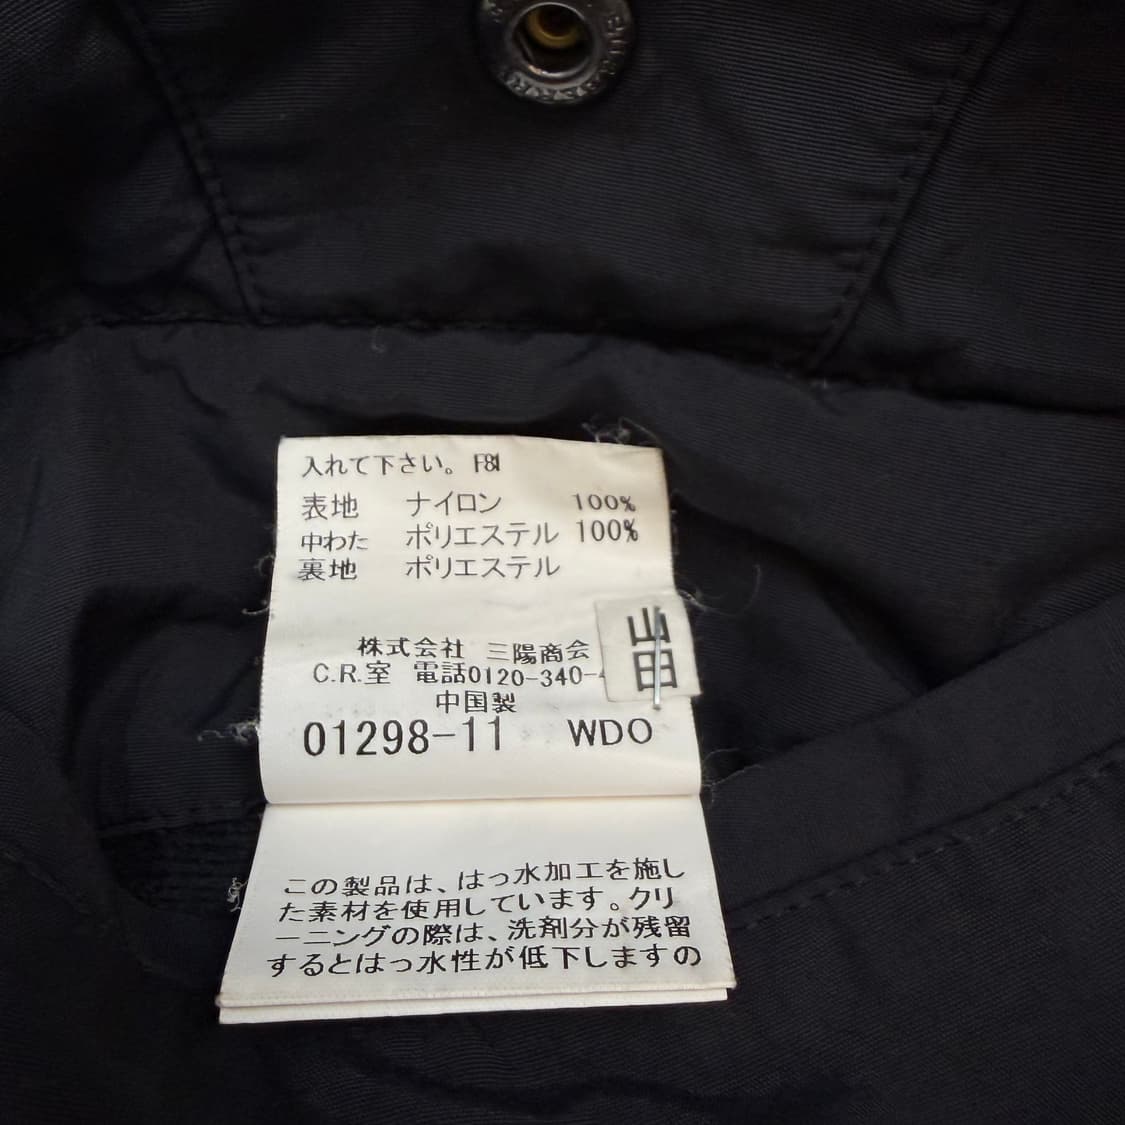 BURBERRY
入れて下さい。 F81
表地 ナイロン 100%
中わた ポリエステル 100%
裏地 ポリエステル
株式会社 三陽商会
C.R.室 電話0120-340-
中国製
01298-11 WDO
山田
この製品は、はっ水加工を施し
た素材を使用しています。クリ
ーニングの際は、洗剤分が残留
するとはっ水性が低下しますの